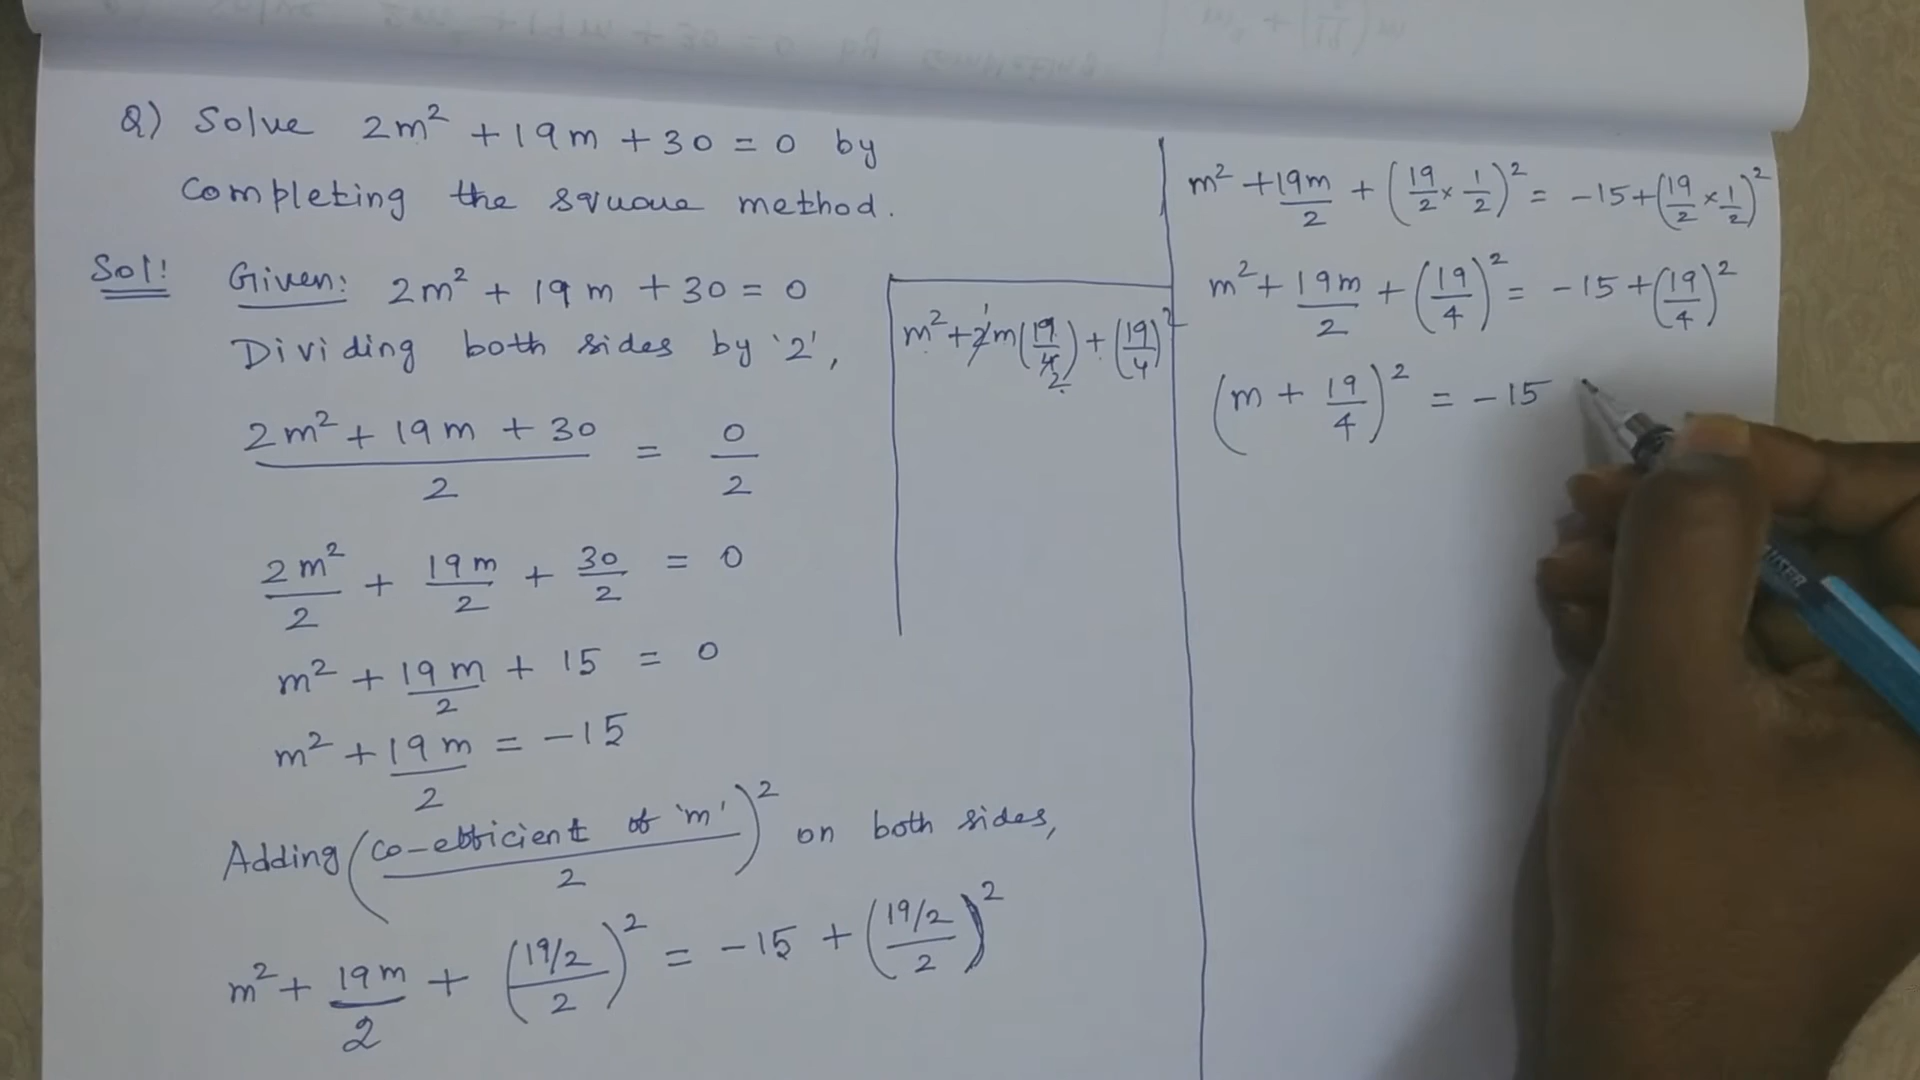 Q) Solve 2m² + 19m + 30 = 0 by
completing the square method.
Sol: Given: 2m² + 19m + 30 = 0
Dividing both sides by '2',
(2m² + 19m + 30)/2 = 0/2
2m²/2 + 19m/2 + 30/2 = 0
m² + 19m/2 + 15 = 0
m² + 19m/2 = -15
Adding (co-efficient of 'm'/2)² on both sides,
m² + 19m/2 + ((19/2)/2)² = -15 + ((19/2)/2)²
m² + 2m(19/4) + (19/4)²
1
2
m² + 19m/2 + (19/2 × 1/2)² = -15 + (19/2 × 1/2)²
m² + 19m/2 + (19/4)² = -15 + (19/4)²
(m + 19/4)² = -15